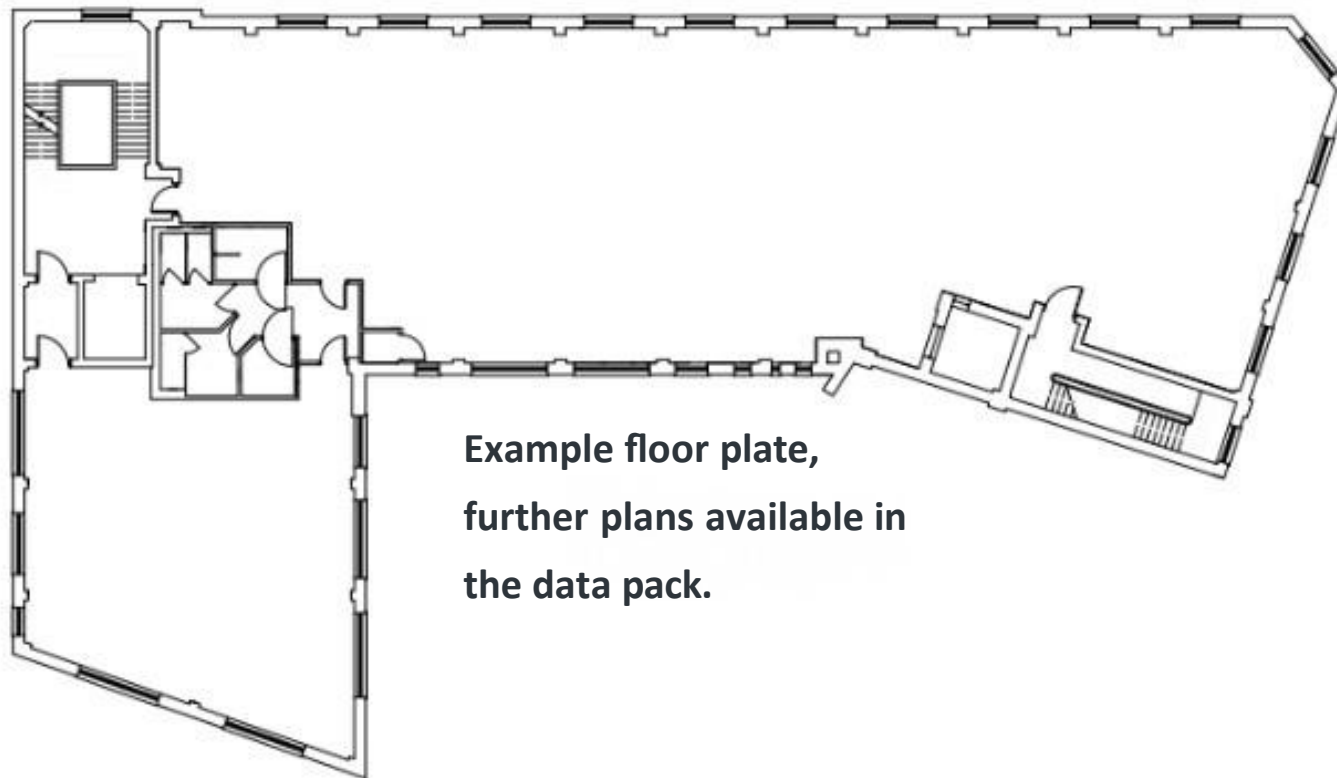 Example floor plate,
further plans available in
the data pack.